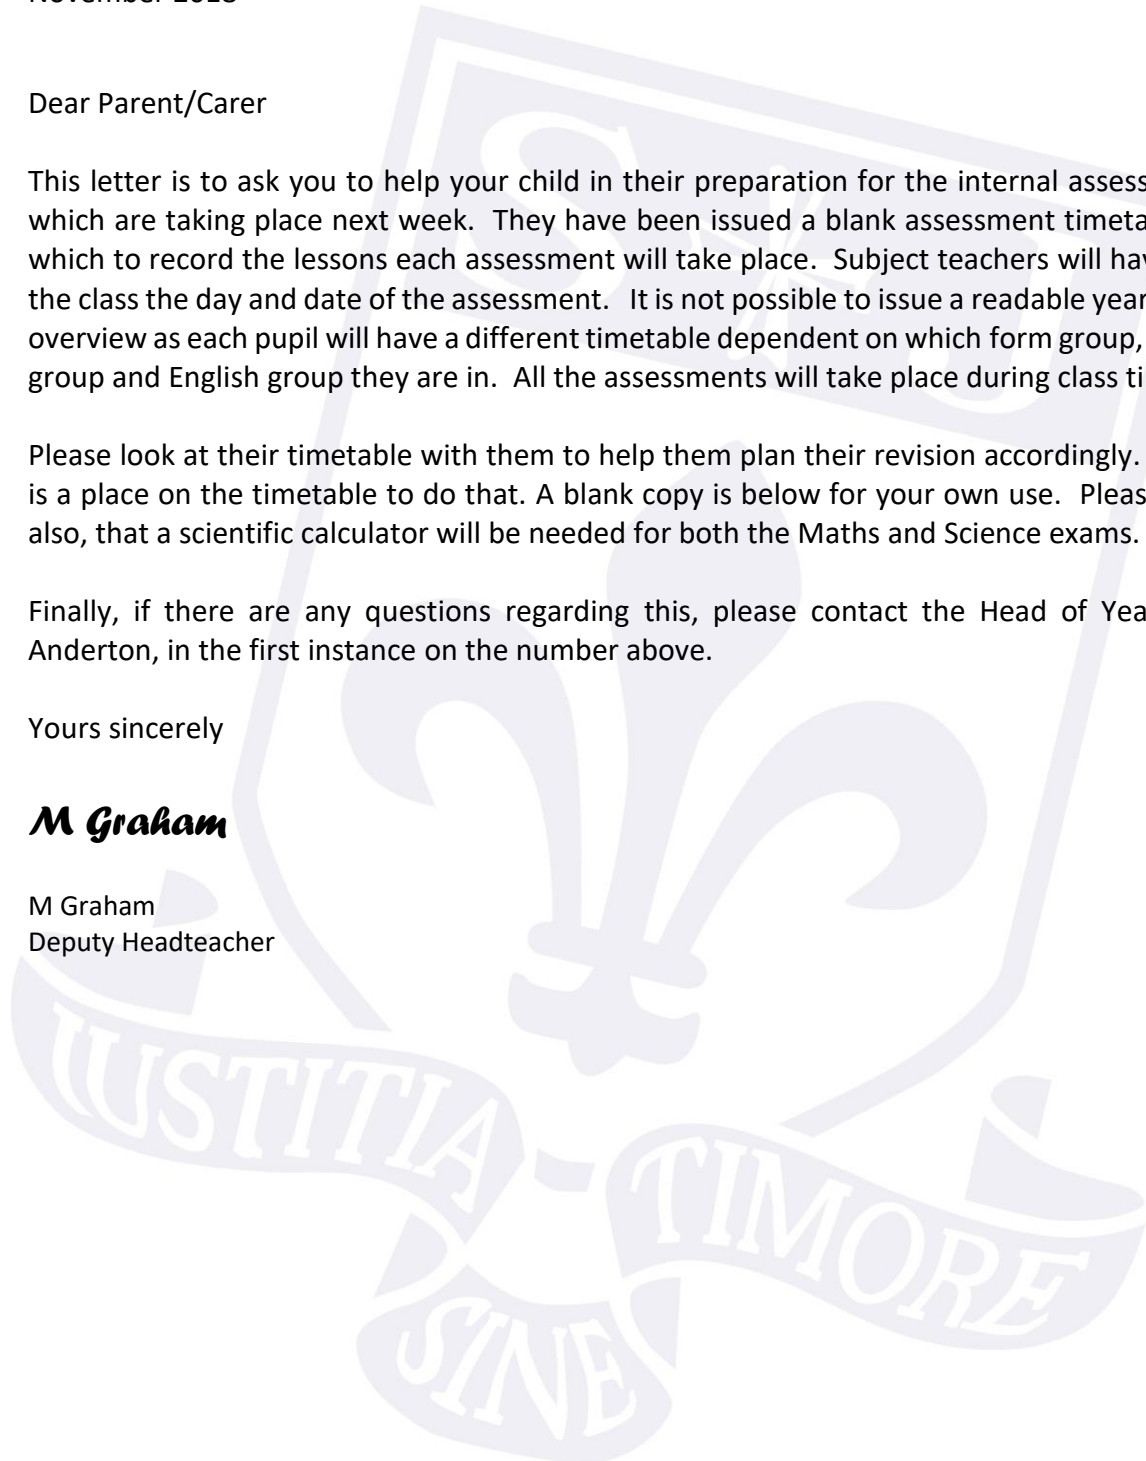 Dear Parent/Carer
This letter is to ask you to help your child in their preparation for the internal
which are taking place next week. They have been issued a blank assessment
which to record the lessons each assessment will take place. Subject teachers will
the class the day and date of the assessment. It is not possible to issue a readable year
overview as each pupil will have a different timetable dependent on which form group,
group and English group they are in. All the assessments will take place during class
Please look at their timetable with them to help them plan their revision accordingly.
is a place on the timetable to do that. A blank copy is below for your own use.
also, that a scientific calculator will be needed for both the Maths and Science exams.
Finally, if there are any questions regarding this, please contact the Head of
Anderton, in the first instance on the number above.
Yours sincerely
M Graham
M Graham
Deputy Headteacher
S J
IUSTITIA
SINE
TIMORE